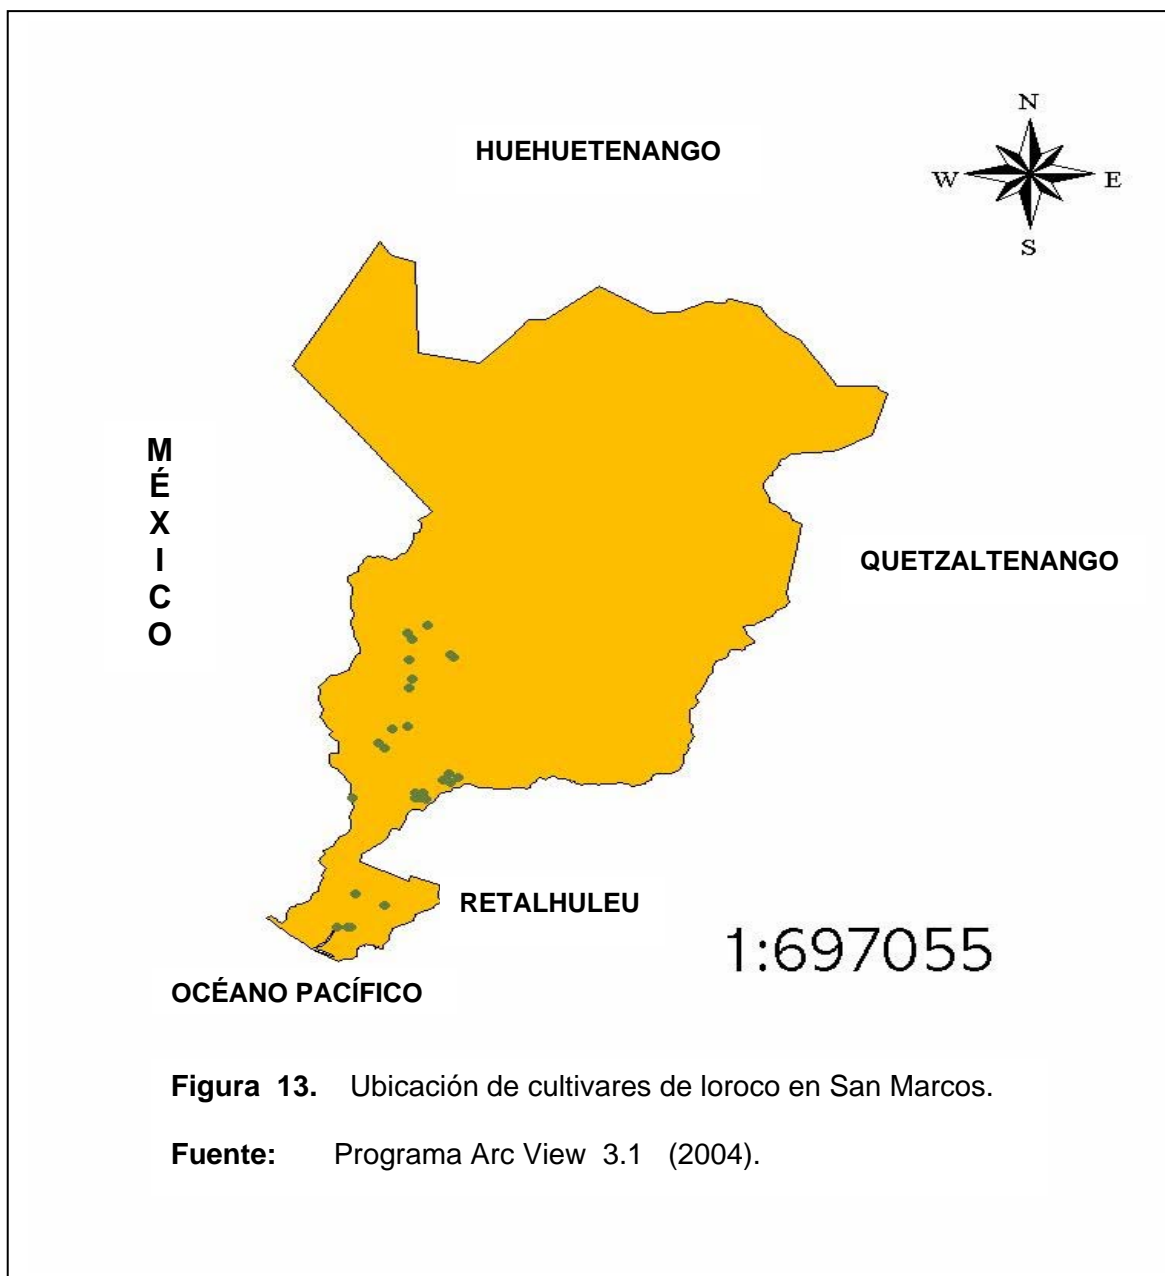 N
HUEHUETENANGO
W E
S
M
É
X
I
C
O
QUETZALTENANGO
RETALHULEU
1:697055
OCÉANO PACÍFICO
Figura 13. Ubicación de cultivares de loroco en San Marcos.
Fuente: Programa Arc View 3.1 (2004).